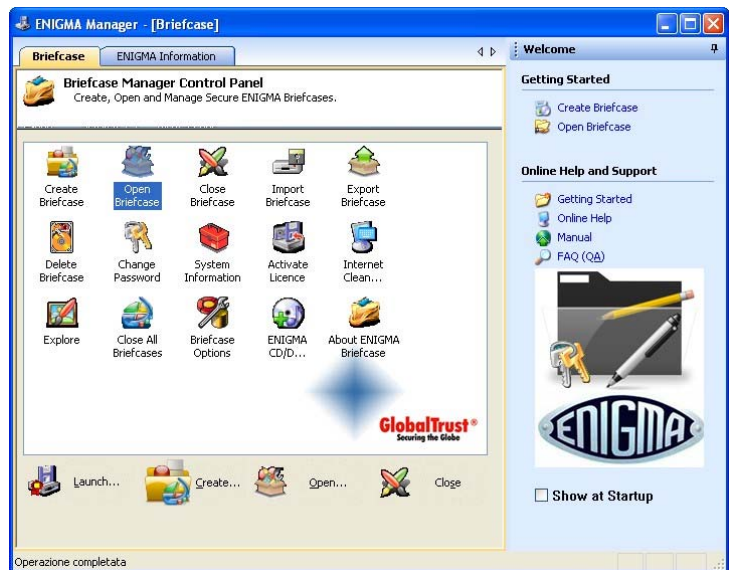 ENIGMA Manager - [Briefcase]
Briefcase
ENIGMA Information
Briefcase Manager Control Panel
Create, Open and Manage Secure ENIGMA Briefcases.
Create
Briefcase
Open
Briefcase
Close
Briefcase
Import
Briefcase
Export
Briefcase
Delete
Briefcase
Change
Password
System
Information
Activate
Licence
Internet
Clean...
Explore
Close All
Briefcases
Briefcase
Options
ENIGMA
CD/D...
About ENIGMA
Briefcase
GlobalTrust®
Securing the Globe
Launch...
Create...
Open...
Close
Operazione completata
Welcome
Getting Started
Create Briefcase
Open Briefcase
Online Help and Support
Getting Started
Online Help
Manual
FAQ (QA)
ENIGMA
Show at Startup